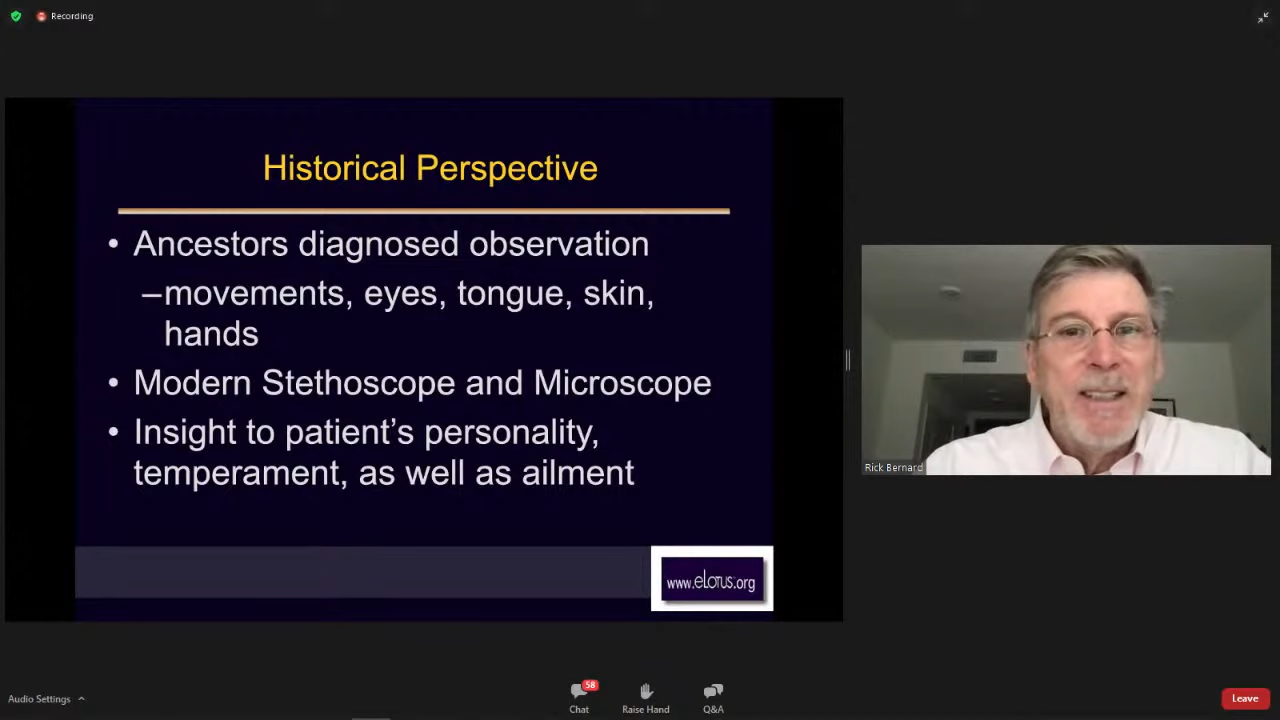 Recording
Historical Perspective
• Ancestors diagnosed observation
–movements, eyes, tongue, skin,
hands
• Modern Stethoscope and Microscope
• Insight to patient’s personality,
temperament, as well as ailment
www.eLotus.org
Rick Bernard
Audio Settings
58
Chat
Raise Hand
Q&A
Leave